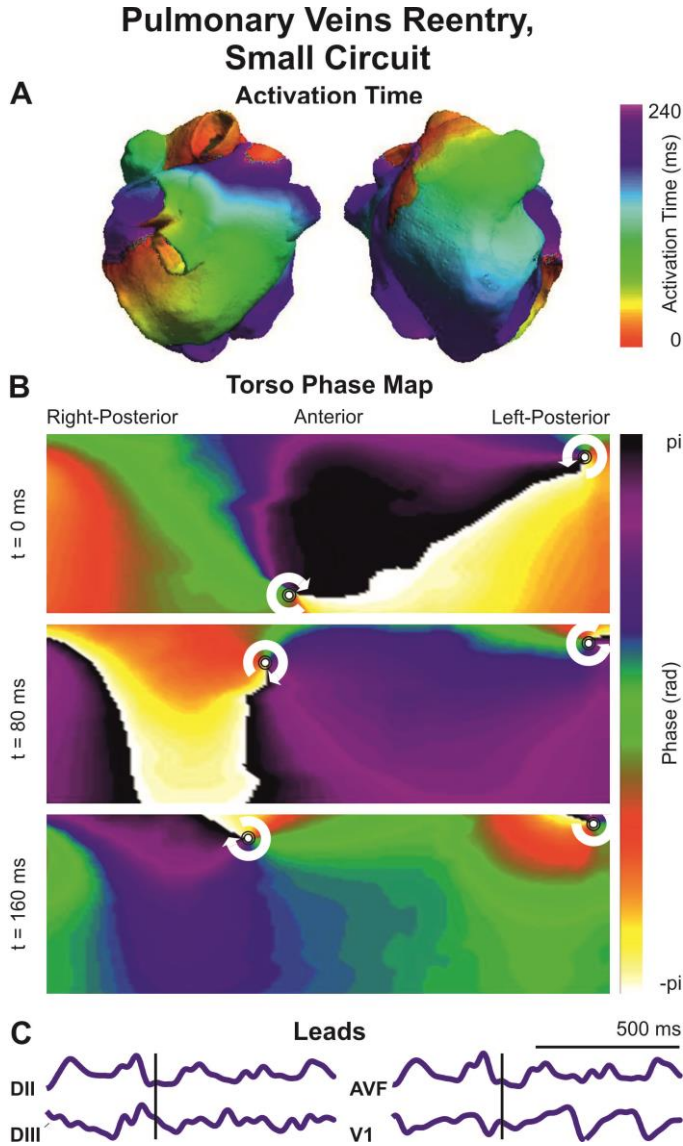 Pulmonary Veins Reentry,
Small Circuit
A
Activation Time
240
Activation Time (ms)
0
B
Torso Phase Map
Right-Posterior Anterior Left-Posterior
t = 0 ms
t = 80 ms
t = 160 ms
pi
Phase (rad)
-pi
C
Leads
500 ms
DII
AVF
DIII
V1